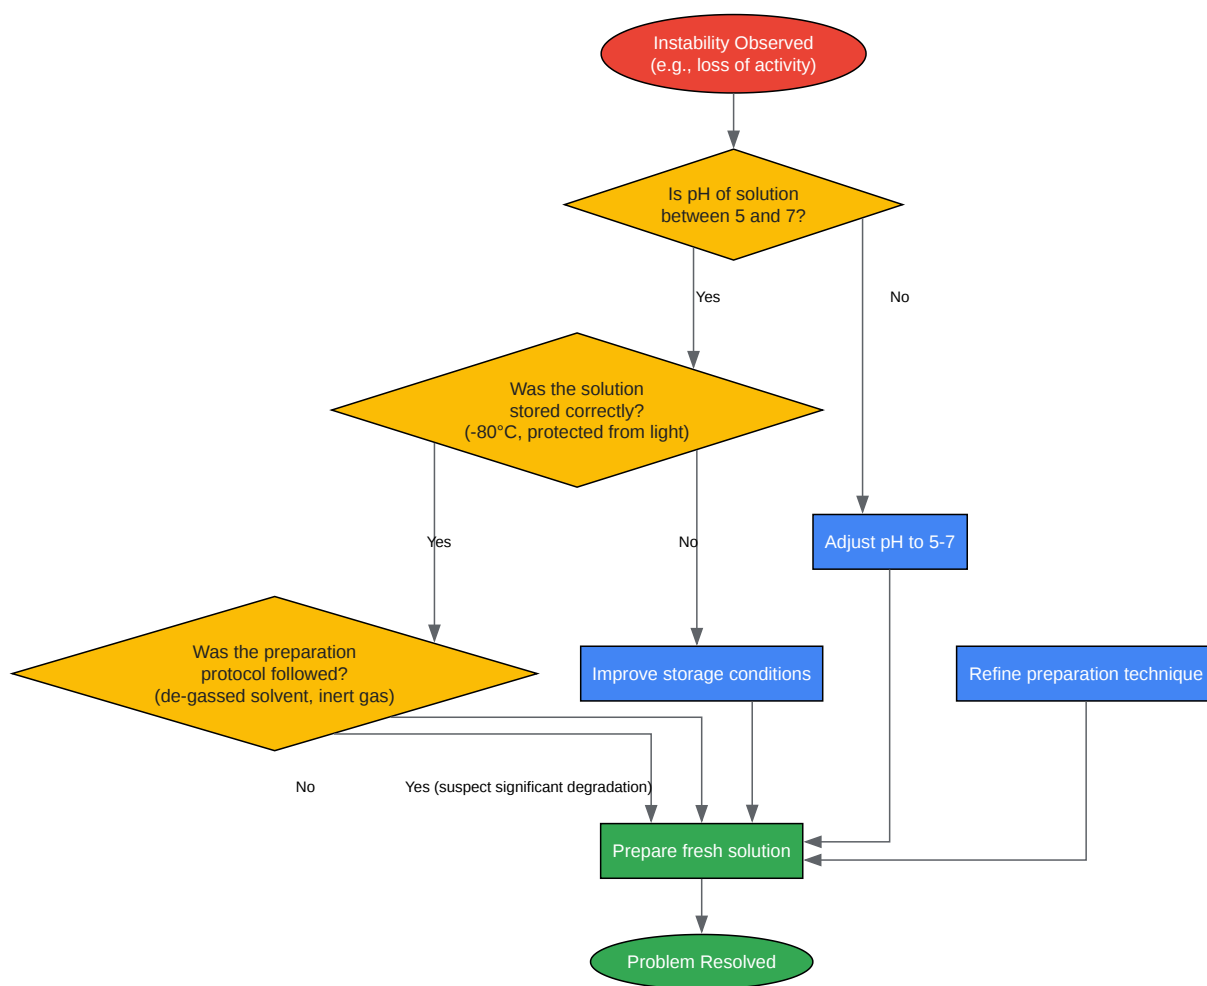 Instability Observed
(e.g., loss of activity)
Is pH of solution
between 5 and 7?
Yes
No
Was the solution
stored correctly?
(-80°C, protected from light)
Yes
No
Adjust pH to 5-7
Was the preparation
protocol followed?
(de-gassed solvent, inert gas)
Improve storage conditions
Refine preparation technique
No
Yes (suspect significant degradation)
Prepare fresh solution
Problem Resolved